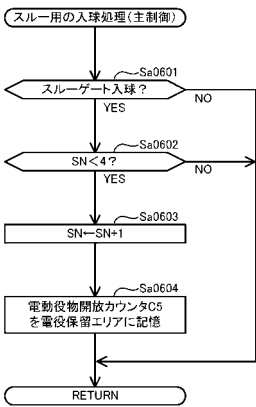 スルー用の入球処理(主制御)
Sa0601
スルーゲート入球?
NO
YES
Sa0602
SN<4?
NO
YES
Sa0603
SN←SN+1
Sa0604
電動役物開放カウンタC5
を電役保留エリアに記憶
RETURN